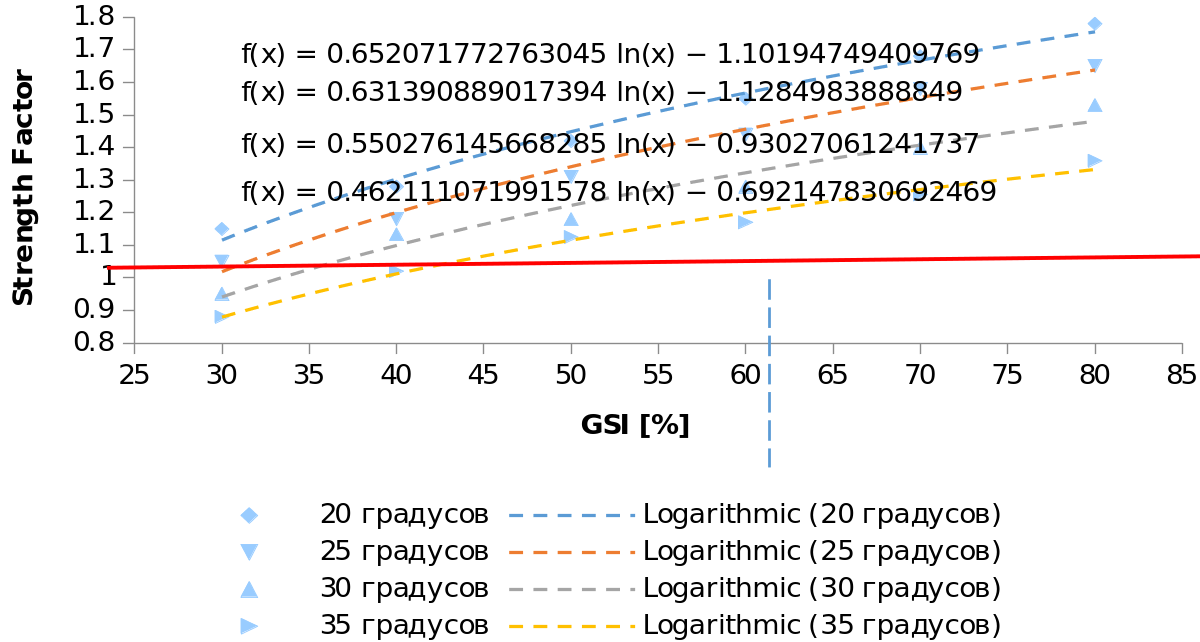 1.8
1.7
1.6
1.5
1.4
1.3
1.2
1.1
1
0.9
0.8
Strength Factor
f(x) = 0.652071772763045 ln(x) − 1.10194749409769
f(x) = 0.631390889017394 ln(x) − 1.1284983888849
f(x) = 0.550276145668285 ln(x) − 0.930270612417​37
f(x) = 0.462111071991578 ln(x) − 0.692147830692469
25 30 35 40 45 50 55 60 65 70 75 80 85
GSI [%]
20 градусов Logarithmic (20 градусов)
25 градусов Logarithmic (25 градусов)
30 градусов Logarithmic (30 градусов)
35 градусов Logarithmic (35 градусов)